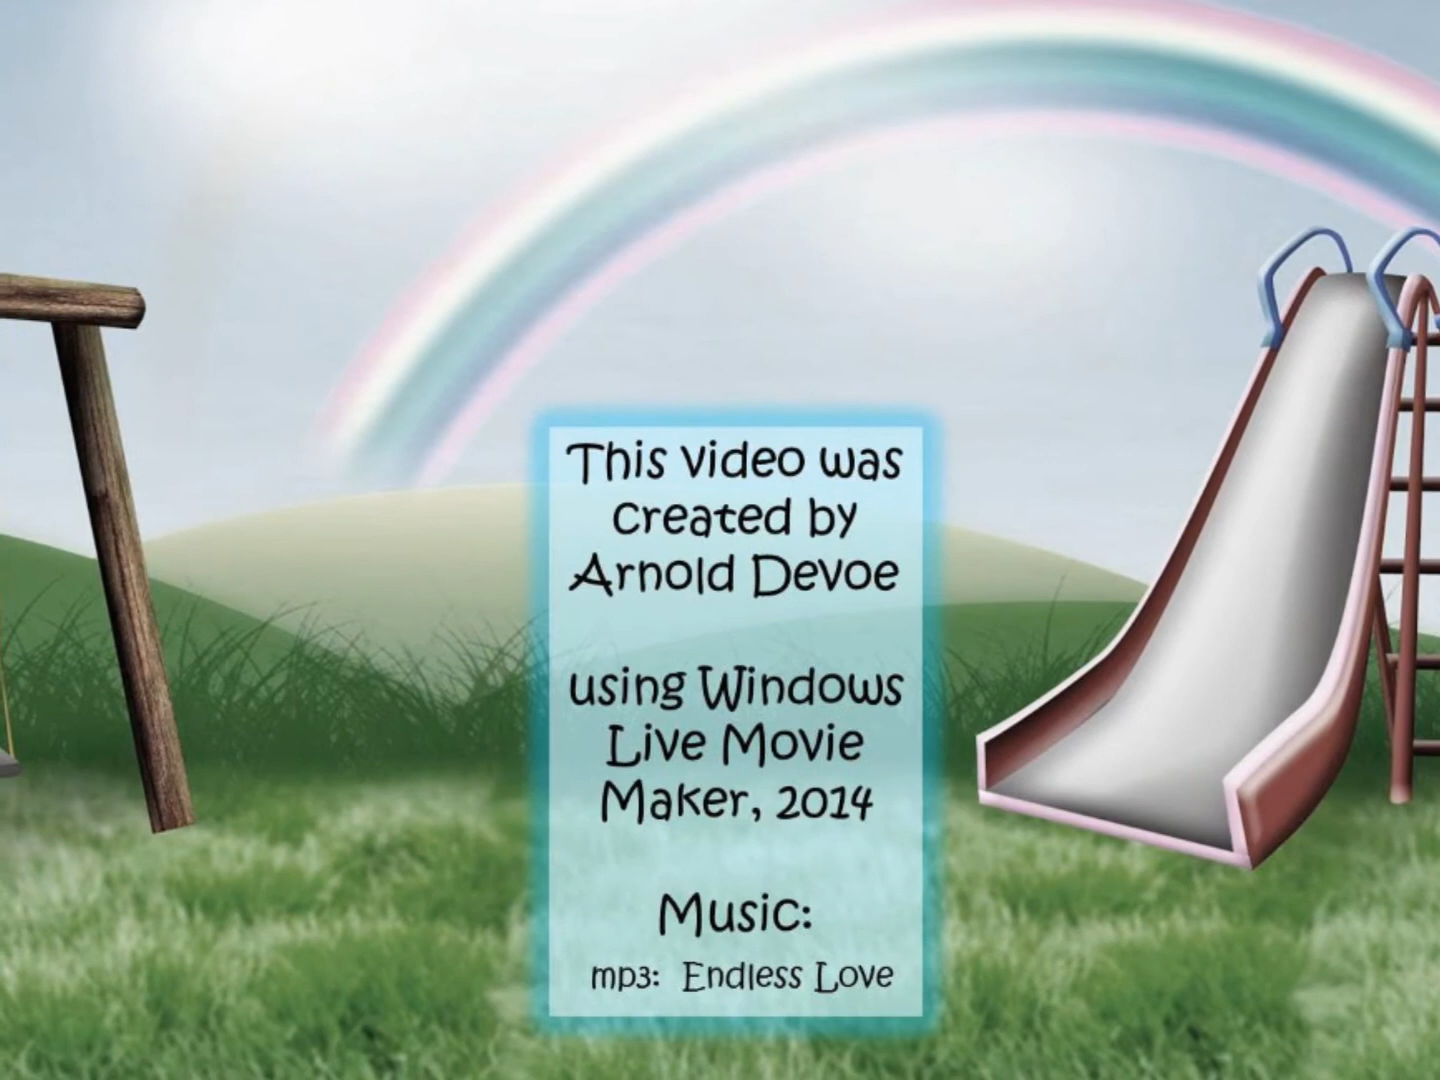 This video was
created by
Arnold Devoe
using Windows
Live Movie
Maker, 2014
Music:
mp3: Endless Love